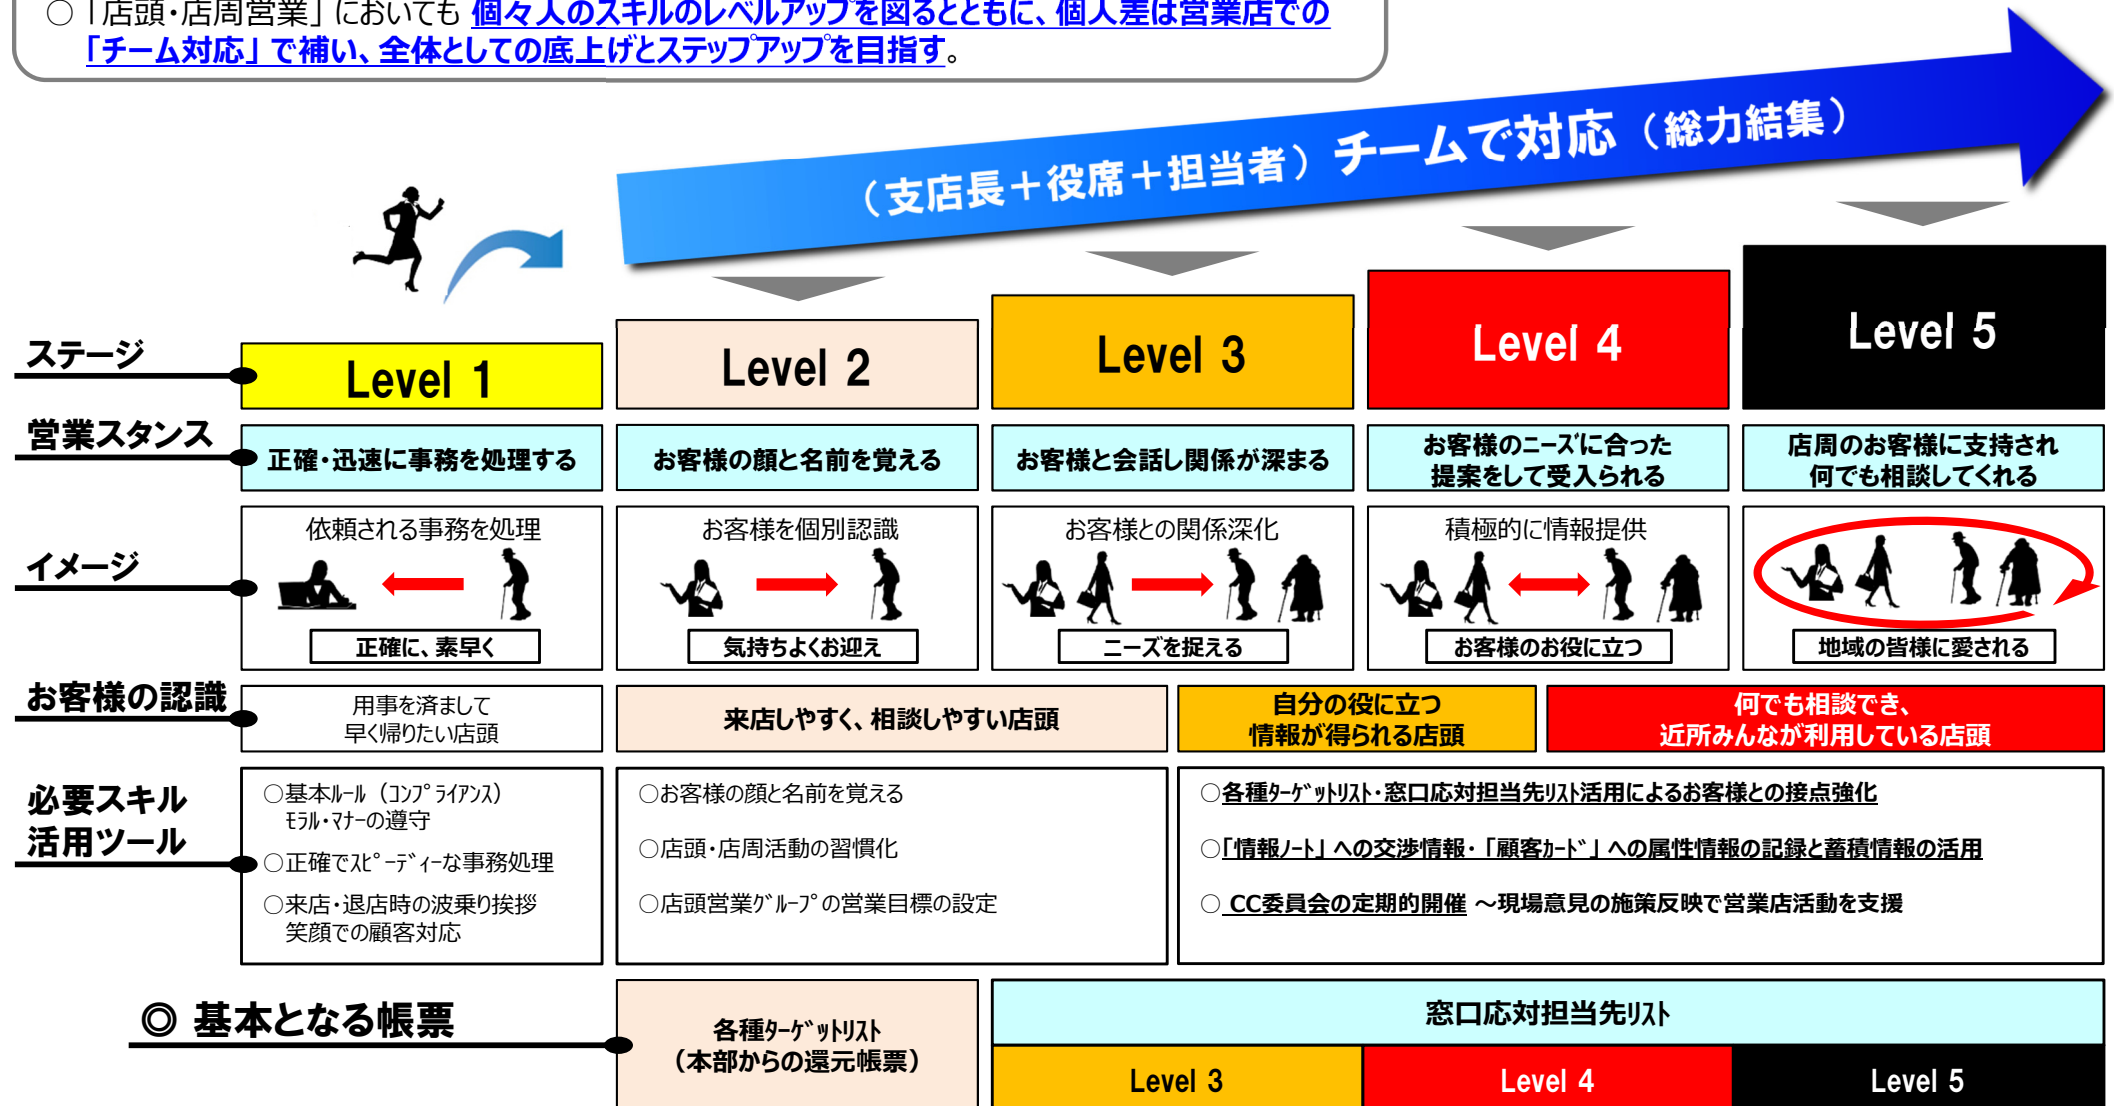 ○「店頭・店周営業」においても 個々人のスキルのレベルアップを図るとともに、個人差は営業店での
「チーム対応」で補い、全体としての底上げとステップアップを目指す。
（支店長＋役席＋担当者）チームで対応（総力結集）
ステージ
Level 1
Level 2
Level 3
Level 4
Level 5
営業スタンス
正確・迅速に事務を処理する
お客様の顔と名前を覚える
お客様と会話し関係が深まる
お客様のﾆｰｽﾞに合った
提案をして受入られる
店周のお客様に支持され
何でも相談してくれる
イメージ
依頼される事務を処理
正確に、素早く
お客様を個別認識
気持ちよくお迎え
お客様との関係深化
ニーズを捉える
積極的に情報提供
お客様のお役に立つ
地域の皆様に愛される
お客様の認識
用事を済まして
早く帰りたい店頭
来店しやすく、相談しやすい店頭
自分の役に立つ
情報が得られる店頭
何でも相談でき、
近所みんなが利用している店頭
必要スキル
活用ツール
○基本ﾙｰﾙ（ｺﾝﾌﾟﾗｲｱﾝｽ）
ﾓﾗﾙ・ﾏﾅｰの遵守
○正確でｽﾋﾟｰﾃﾞｨｰな事務処理
○来店・退店時の波乗り挨拶
笑顔での顧客対応
○お客様の顔と名前を覚える
○店頭・店周活動の習慣化
○店頭営業ｸﾞﾙｰﾌﾟの営業目標の設定
○各種ﾀｰｹﾞｯﾄﾘｽﾄ・窓口応対担当先ﾘｽﾄ活用によるお客様との接点強化
○「情報ﾉｰﾄ」への交渉情報・「顧客ｶｰﾄﾞ」への属性情報の記録と蓄積情報の活用
○ CC委員会の定期的開催 ～現場意見の施策反映で営業店活動を支援
◎ 基本となる帳票
各種ﾀｰｹﾞｯﾄﾘｽﾄ
（本部からの還元帳票）
窓口応対担当先ﾘｽﾄ
Level 3
Level 4
Level 5